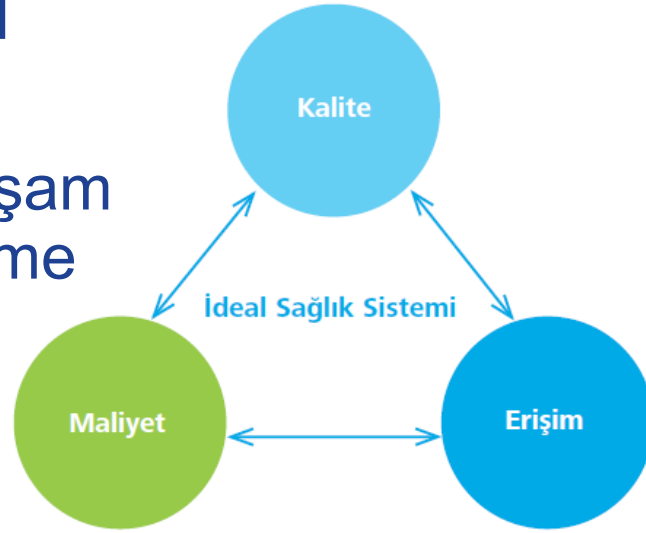 Kalite
şam
me
İdeal Sağlık Sistemi
Maliyet
Erişim